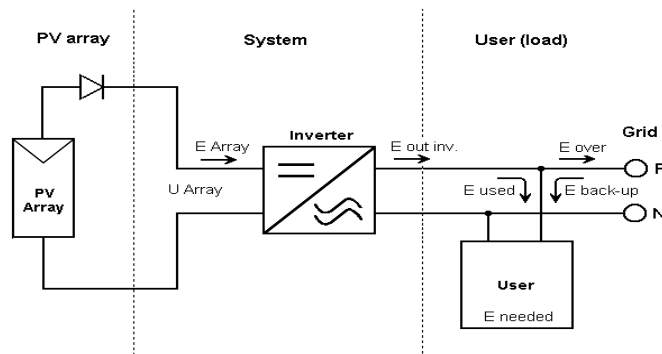 PV array
System
User (load)
E Array
Inverter
E out inv.
E over
Grid
PV
Array
U Array
E used
E back-up
N
User
E needed